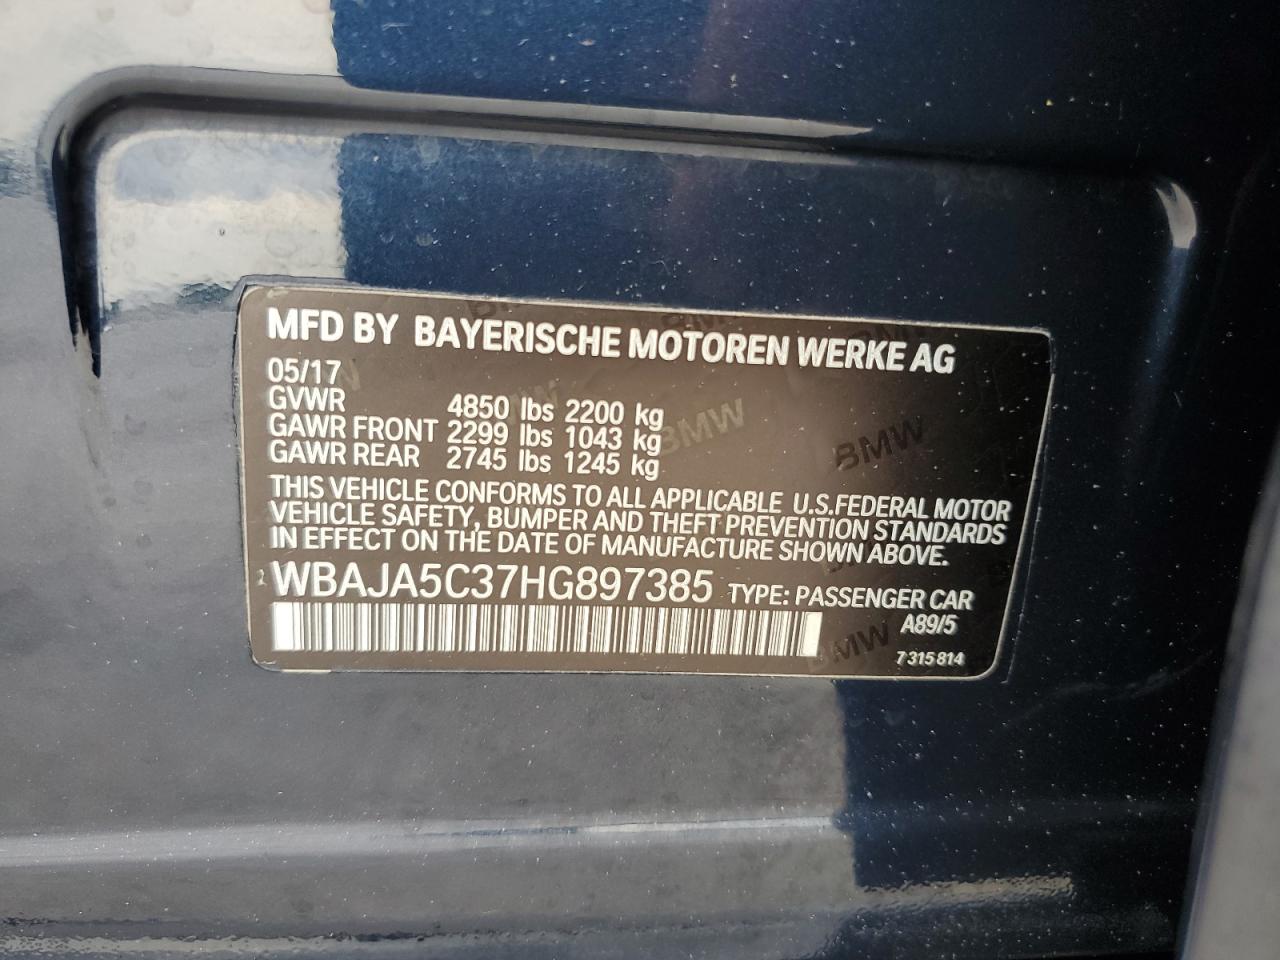 MFD BY BAYERISCHE MOTOREN WERKE AG
05/17
GVWR 4850 lbs 2200 kg
GAWR FRONT 2299 lbs 1043 kg
GAWR REAR 2745 lbs 1245 kg
THIS VEHICLE CONFORMS TO ALL APPLICABLE U.S.FEDERAL MOTOR
VEHICLE SAFETY, BUMPER AND THEFT PREVENTION STANDARDS
IN EFFECT ON THE DATE OF MANUFACTURE SHOWN ABOVE.
WBAJA5C37HG897385 TYPE: PASSENGER CAR
A89/5
7 315 814
BMW
BMW
BMW
BMW
BMW